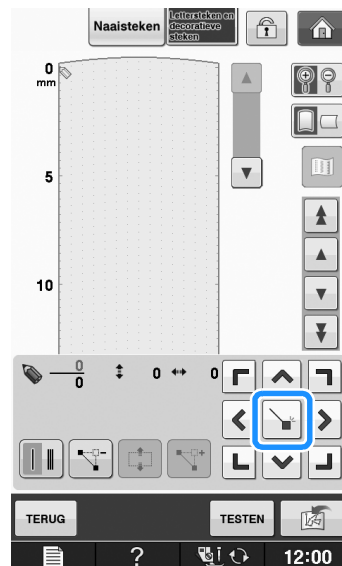 Naaisteken
Lettersteken en
decoratieve
steken
0
mm
5
10
0
0
0
0
TERUG
TESTEN
?
12:00